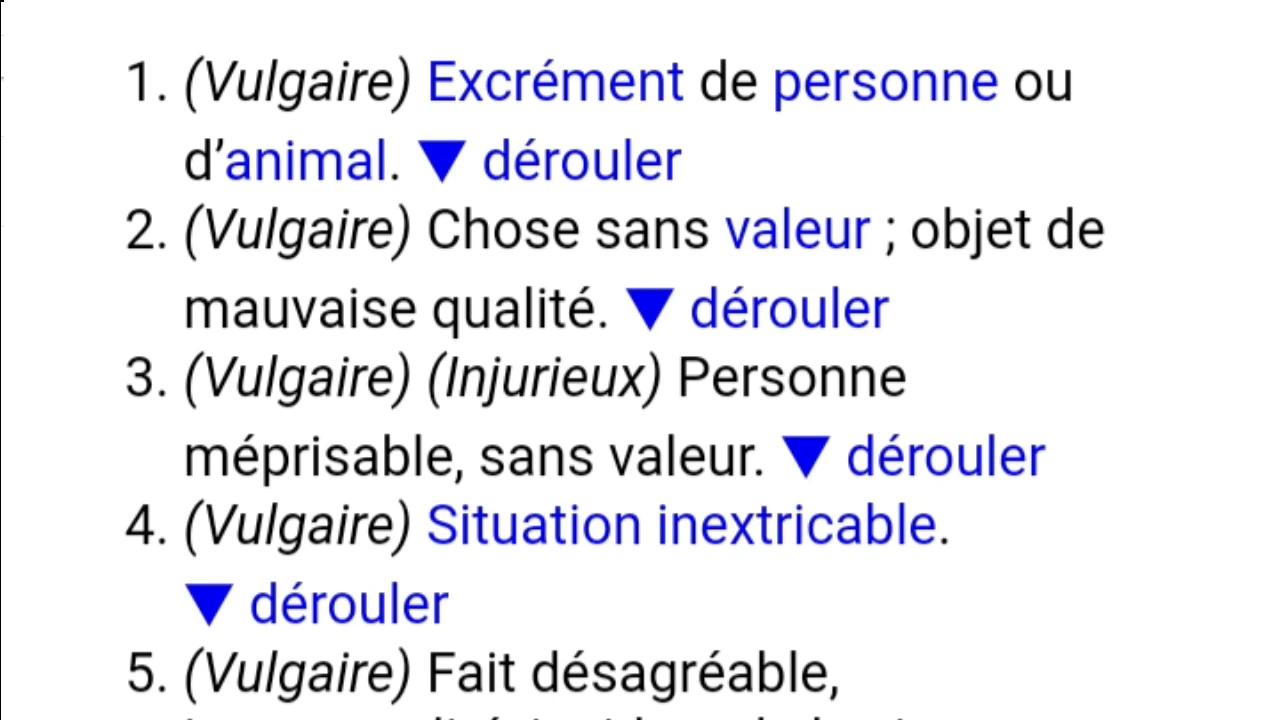 1. (Vulgaire) Excrément de personne ou
d’animal. ▼ dérouler
2. (Vulgaire) Chose sans valeur ; objet de
mauvaise qualité. ▼ dérouler
3. (Vulgaire) (Injurieux) Personne
méprisable, sans valeur. ▼ dérouler
4. (Vulgaire) Situation inextricable.
▼ dérouler
5. (Vulgaire) Fait désagréable,